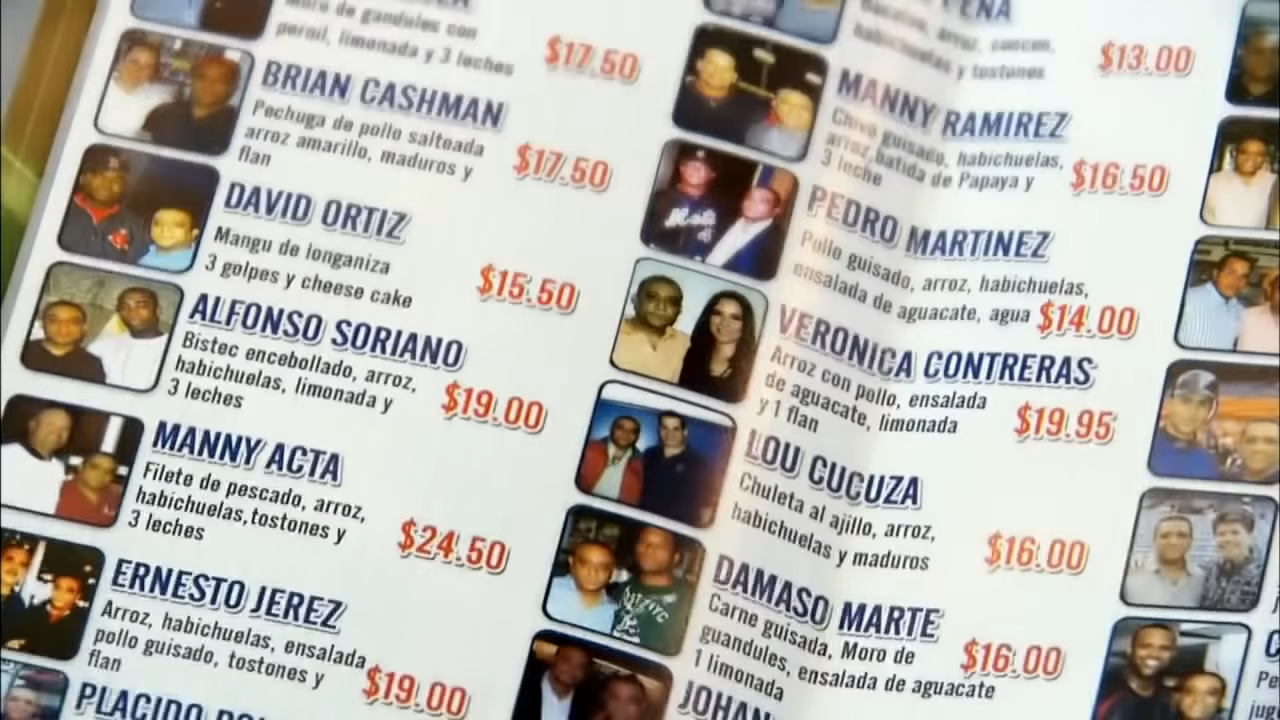 Moro de gandules con
pernil, limonada y 3 leches
$17.50
BRIAN CASHMAN
Pechuga de pollo salteada
arroz amarillo, maduros y
flan
$17.50
DAVID ORTIZ
Mangu de longaniza
3 golpes y cheese cake
$15.50
ALFONSO SORIANO
Bistec encebollado, arroz,
habichuelas, limonada y
3 leches
$19.00
MANNY ACTA
Filete de pescado, arroz,
habichuelas,tostones y
3 leches
$24.50
ERNESTO JEREZ
Arroz, habichuelas, ensalada
pollo guisado, tostones y
flan
$19.00
PLACIDO
PEÑA
arroz,
habichuelas y tostones
$13.00
MANNY RAMIREZ
Chivo guisado, habichuelas,
arroz,batida de Papaya y
3 leche
$16.50
PEDRO MARTINEZ
Pollo guisado, arroz, habichuelas,
ensalada de aguacate, agua
$14.00
VERONICA CONTRERAS
Arroz con pollo, ensalada
de aguacate, limonada
y 1 flan
$19.95
LOU CUCUZA
Chuleta al ajillo, arroz,
habichuelas y maduros
$16.00
DAMASO MARTE
Carne guisada, Moro de
guandules, ensalada de aguacate
1 limonada
$16.00
JOHAN